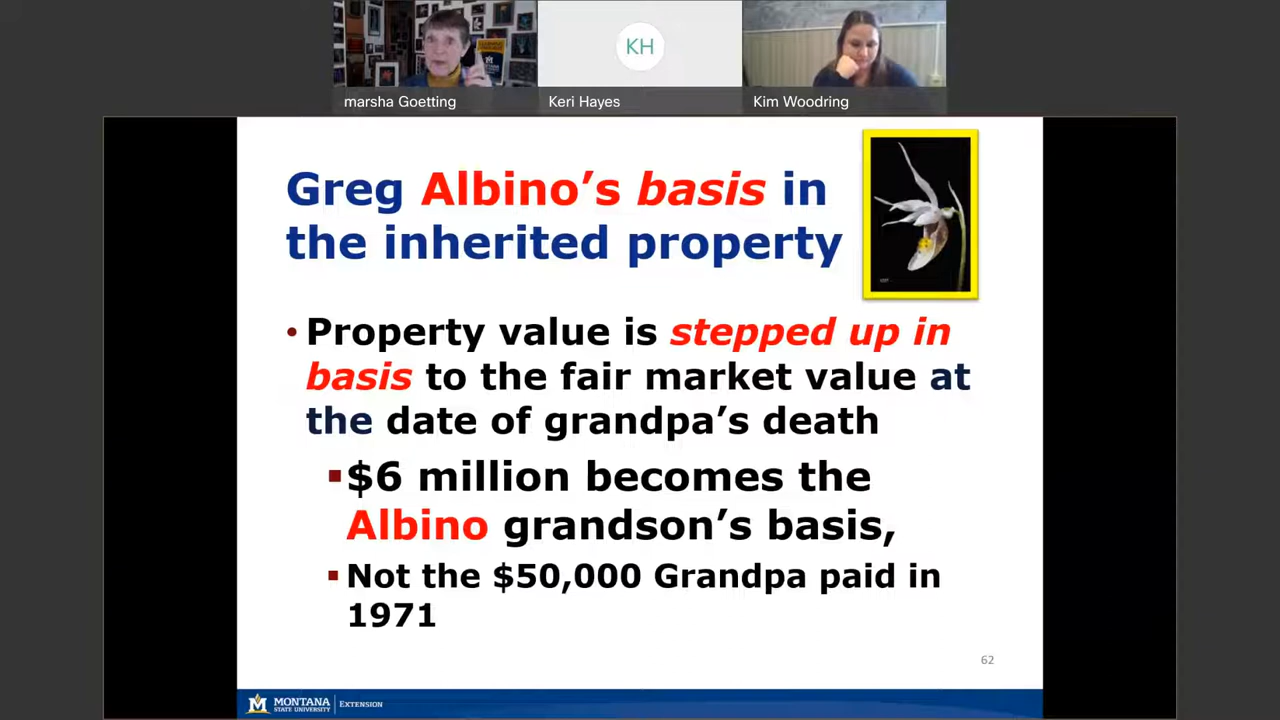 KH
marsha Goetting
Keri Hayes
Kim Woodring
Greg Albino’s basis in
the inherited property
• Property value is stepped up in
basis to the fair market value at
the date of grandpa’s death
▪ $6 million becomes the
Albino grandson’s basis,
▪ Not the $50,000 Grandpa paid in
1971
62
M MONTANA
STATE UNIVERSITY
EXTENSION